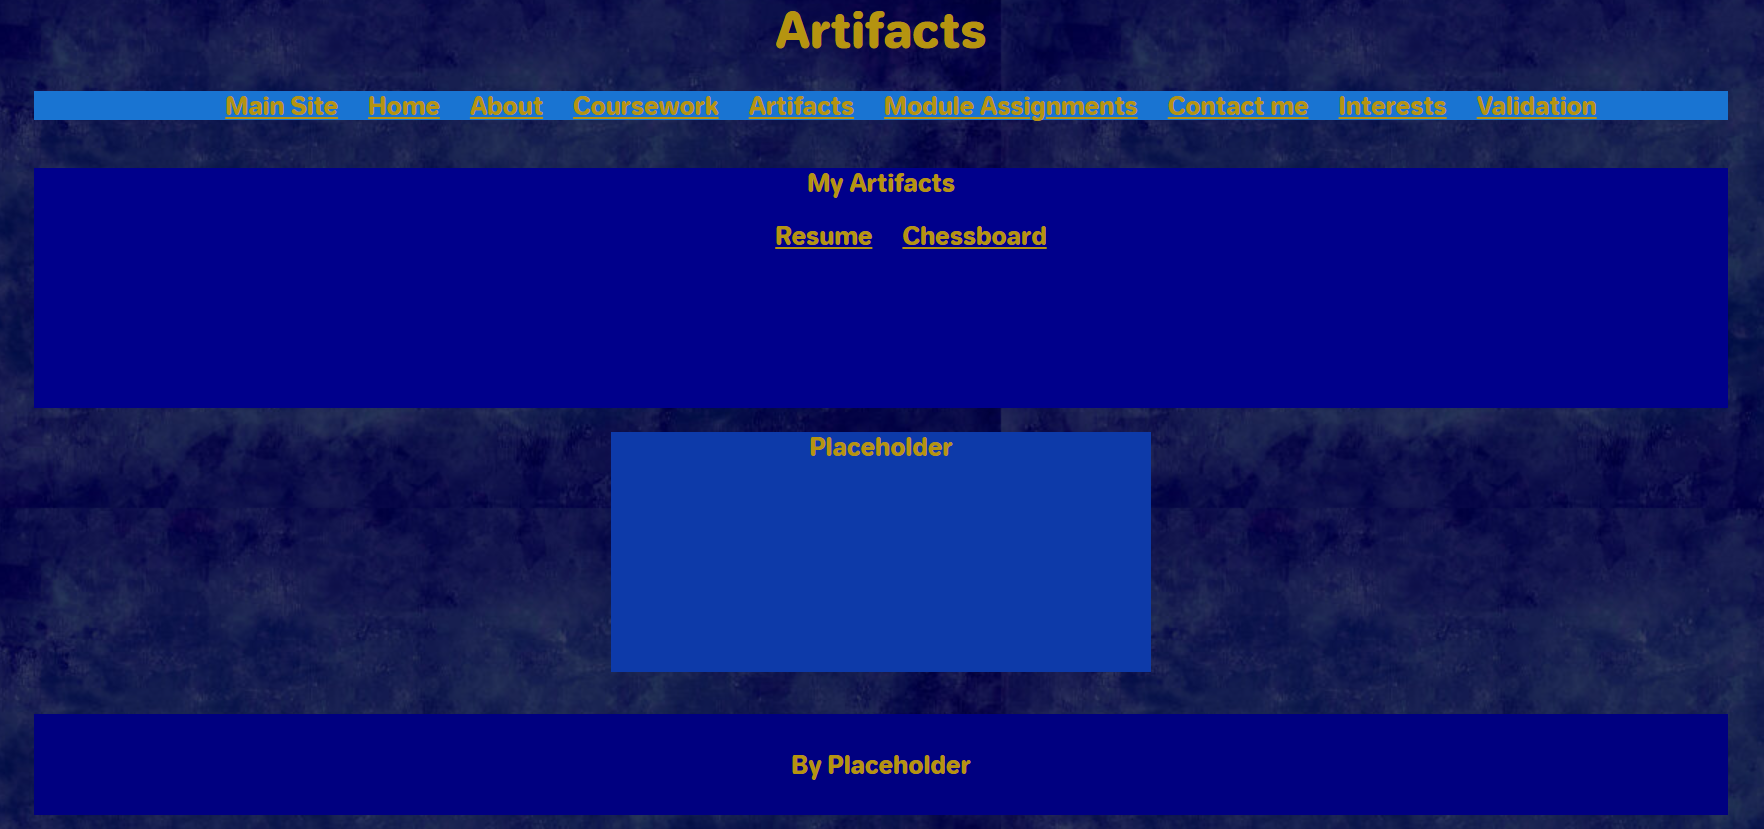 Artifacts
Main Site Home About Coursework Artifacts Module Assignments Contact me Interests Validation
My Artifacts
Resume Chessboard
Placeholder
By Placeholder